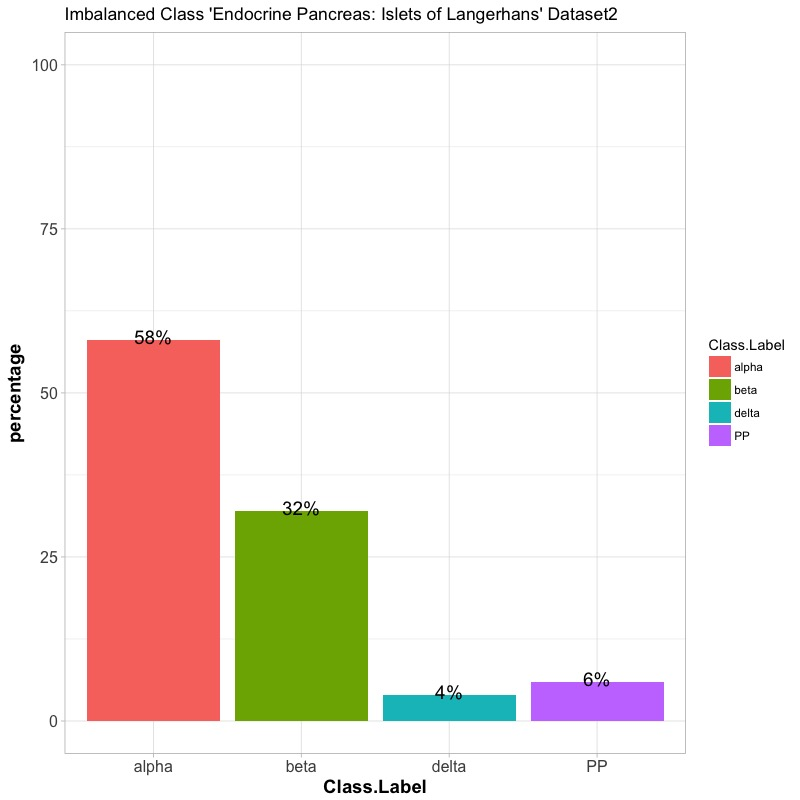 Imbalanced Class 'Endocrine Pancreas: Islets of Langerhans' Dataset2
100
75
50
25
0
percentage
58%
32%
4%
6%
alpha
beta
delta
PP
Class.Label
Class.Label
alpha
beta
delta
PP